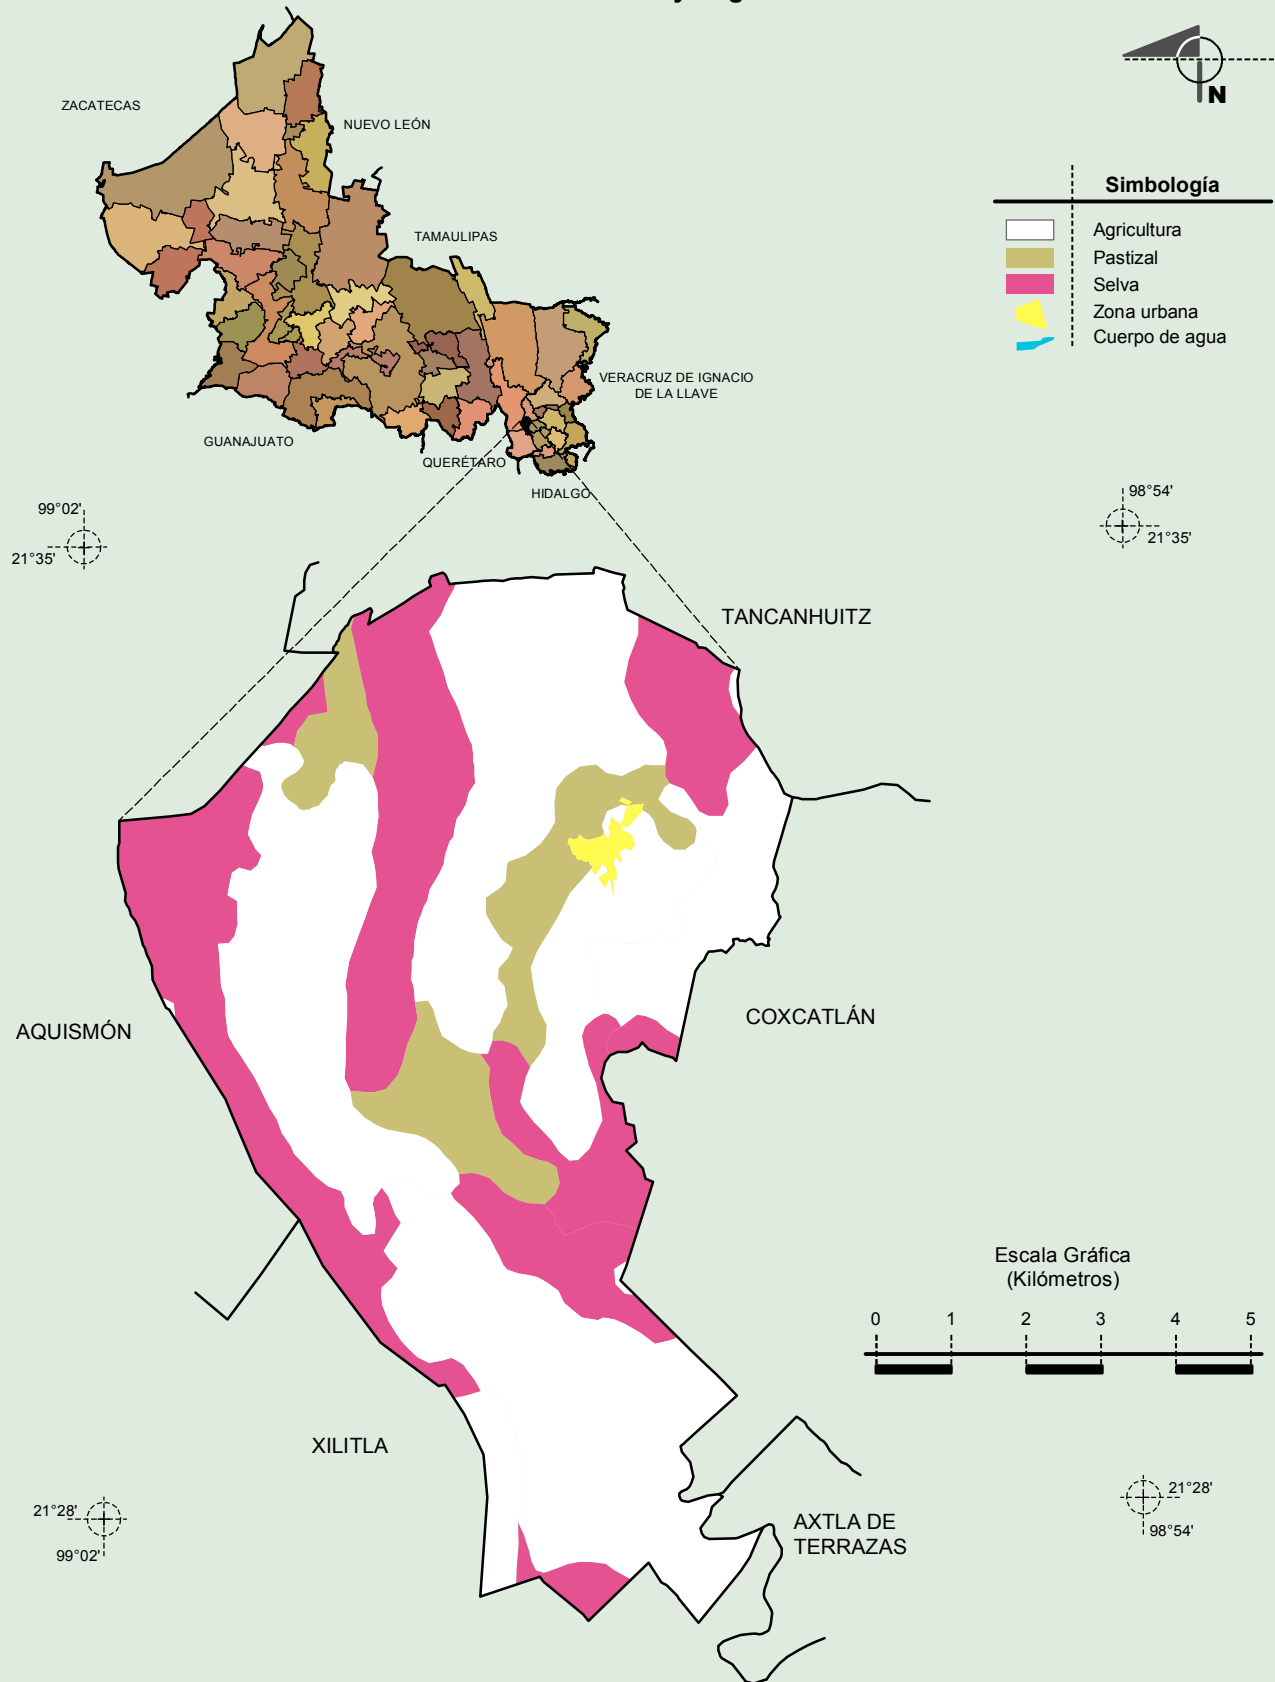 N
ZACATECAS
NUEVO LEÓN
TAMAULIPAS
VERACRUZ DE IGNACIO
DE LA LLAVE
GUANAJUATO
QUERÉTARO
HIDALGO
Simbología
Agricultura
Pastizal
Selva
Zona urbana
Cuerpo de agua
99°02'
21°35'
98°54'
21°35'
TANCANHUITZ
AQUISMÓN
COXCATLÁN
Escala Gráfica
(Kilómetros)
0 1 2 3 4 5
XILITLA
AXTLA DE
TERRAZAS
21°28'
99°02'
21°28'
98°54'